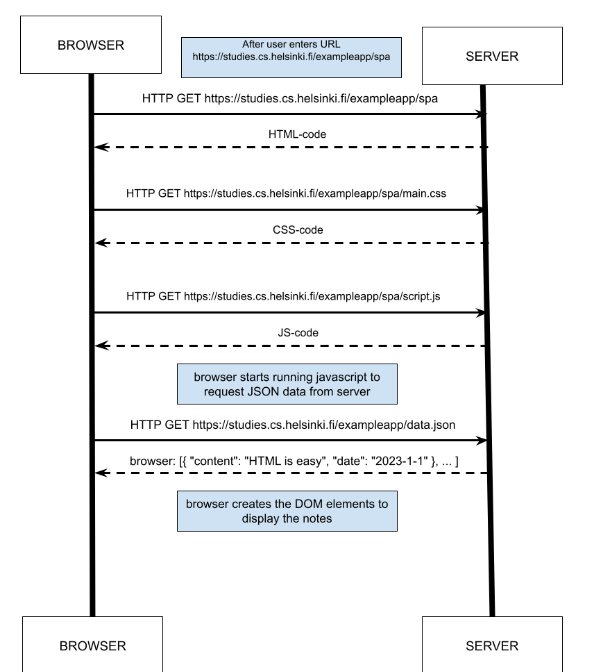 BROWSER
After user enters URL
https://studies.cs.helsinki.fi/exampleapp/spa
SERVER
HTTP GET https://studies.cs.helsinki.fi/exampleapp/spa
HTML-code
HTTP GET https://studies.cs.helsinki.fi/exampleapp/spa/main.css
CSS-code
HTTP GET https://studies.cs.helsinki.fi/exampleapp/spa/script.js
JS-code
browser starts running javascript to
request JSON data from server
HTTP GET https://studies.cs.helsinki.fi/exampleapp/data.json
browser: [{ "content": "HTML is easy", "date": "2023-1-1" }, ... ]
browser creates the DOM elements to
display the notes
BROWSER
SERVER